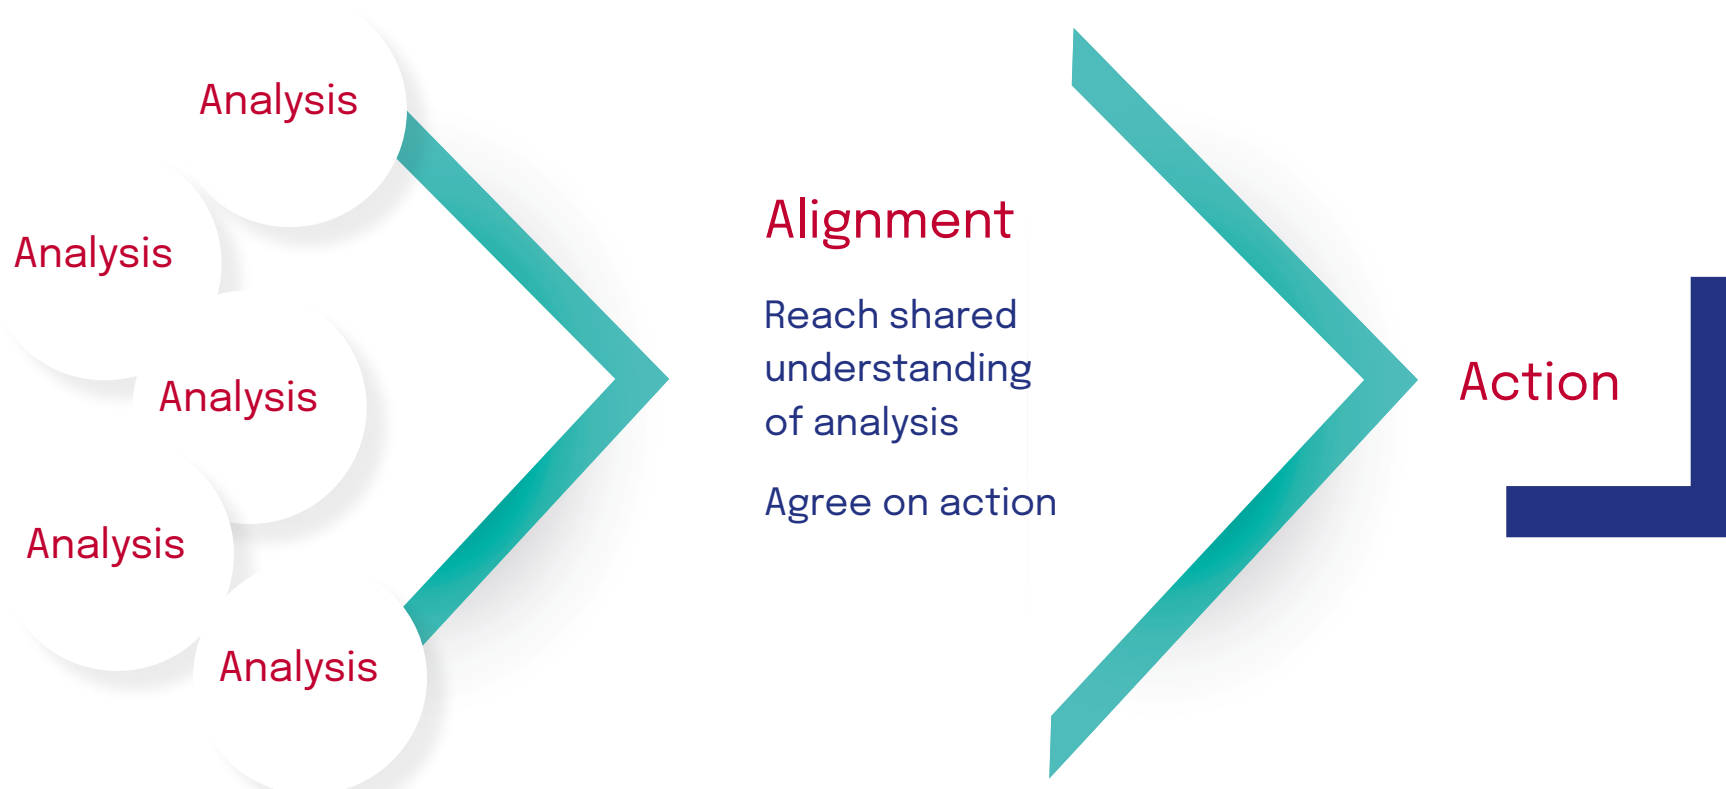 Analysis
Analysis
Analysis
Analysis
Analysis
Alignment
Reach shared
understanding
of analysis
Agree on action
Action